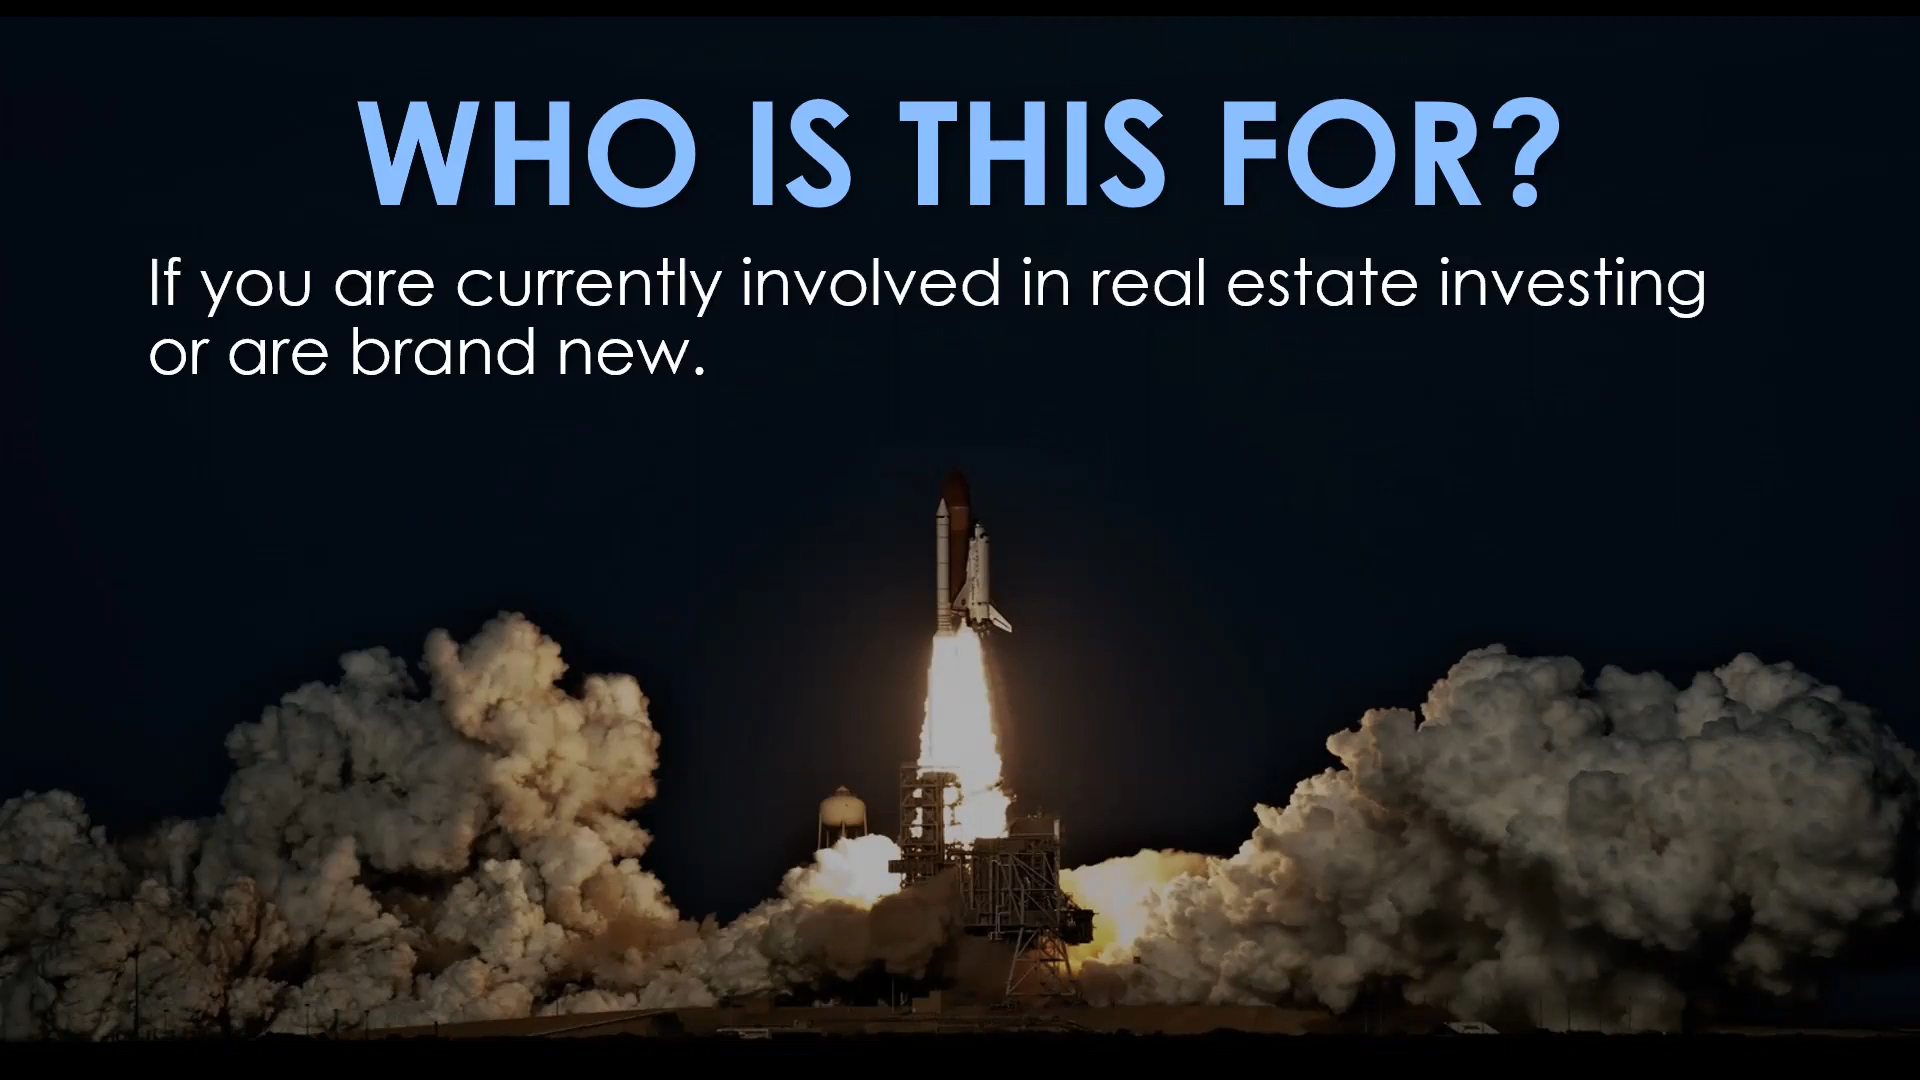 WHO IS THIS FOR?
If you are currently involved in real estate investing
or are brand new.